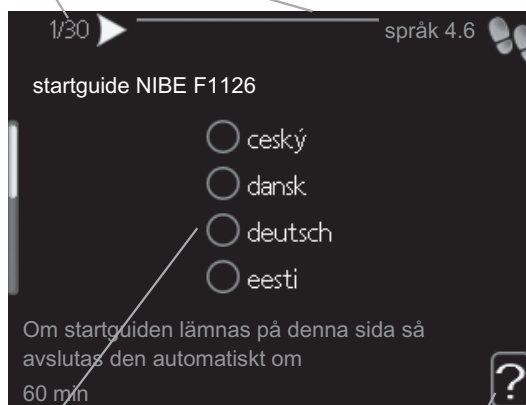 1/30
språk 4.6
startguide NIBE F1126
ceský
dansk
deutsch
eesti
Om startguiden lämnas på denna sida så
avslutas den automatiskt om
60 min
?